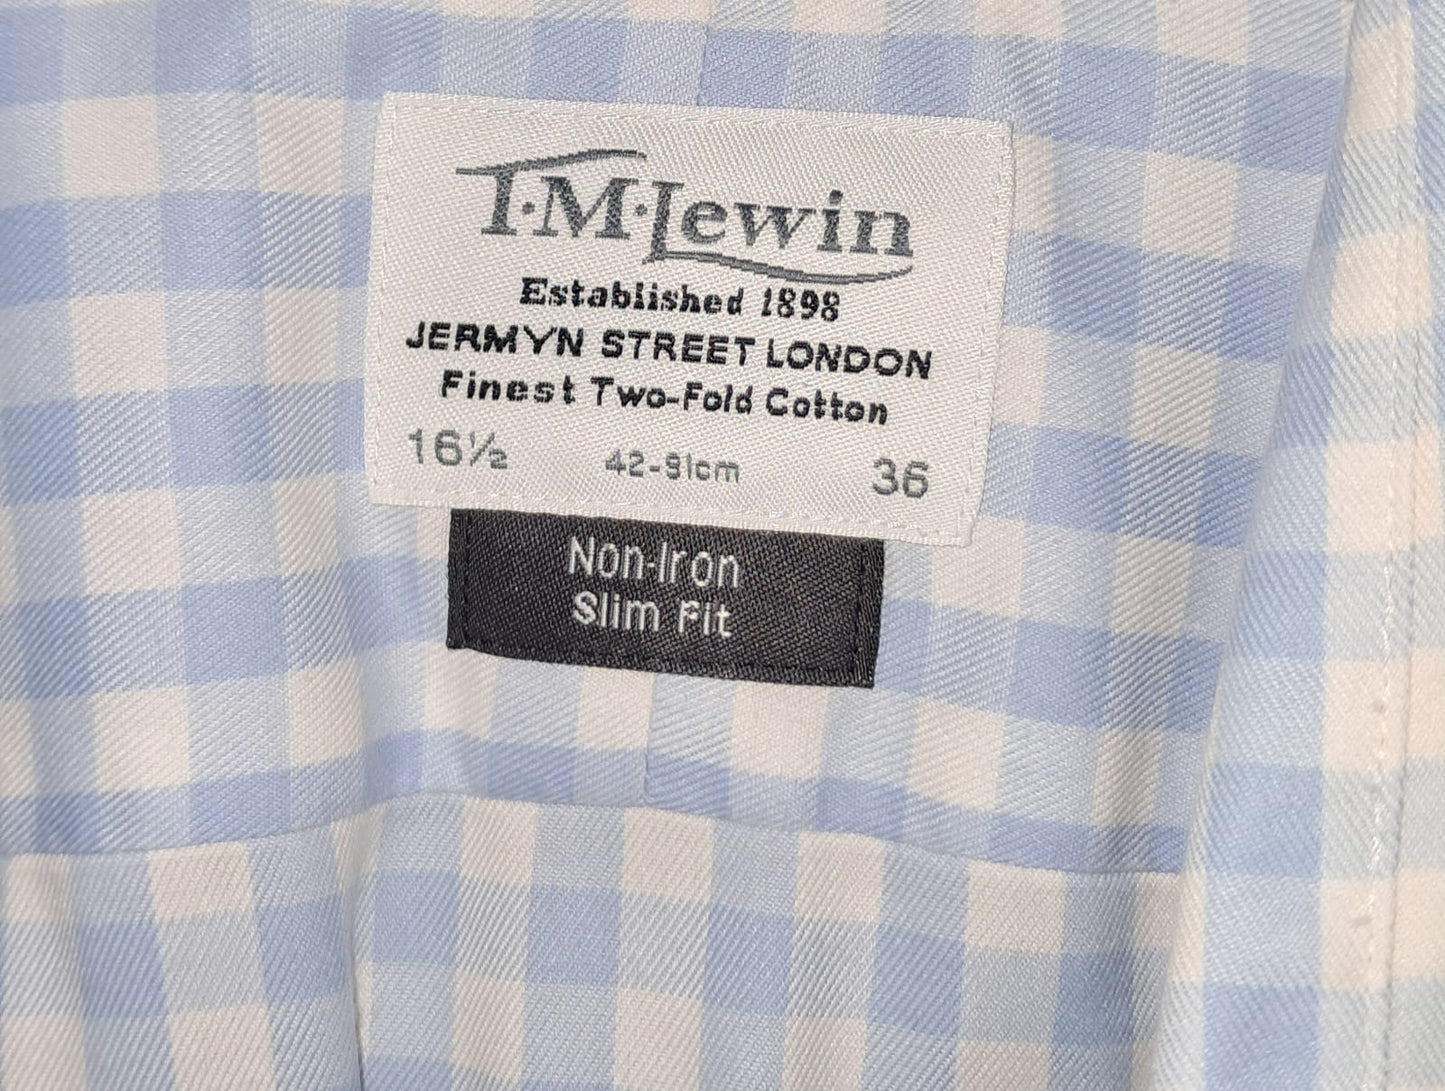 T·M·Lewin
Established 1898
JERMYN STREET LONDON
Finest Two-Fold Cotton
16½ 42-91cm 36
Non-Iron
Slim Fit